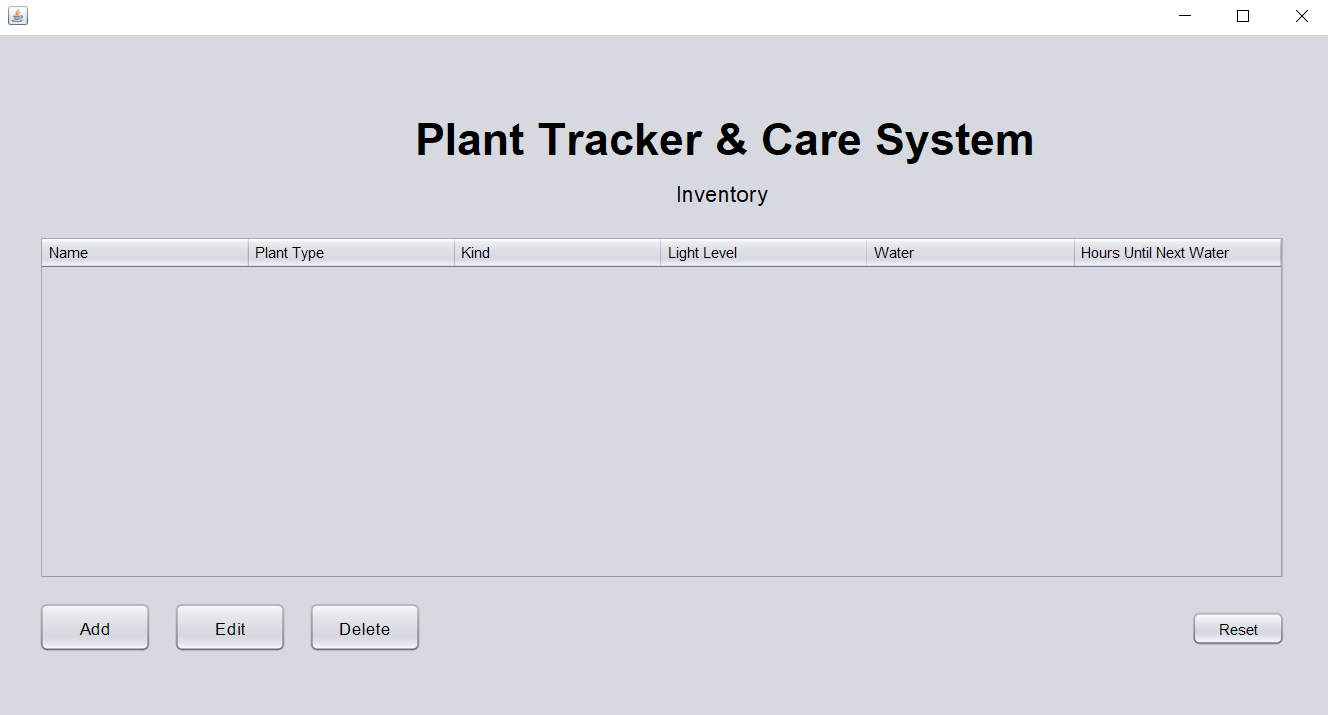 Plant Tracker & Care System
Inventory
Name Plant Type Kind Light Level Water Hours Until Next Water
Add Edit Delete Reset